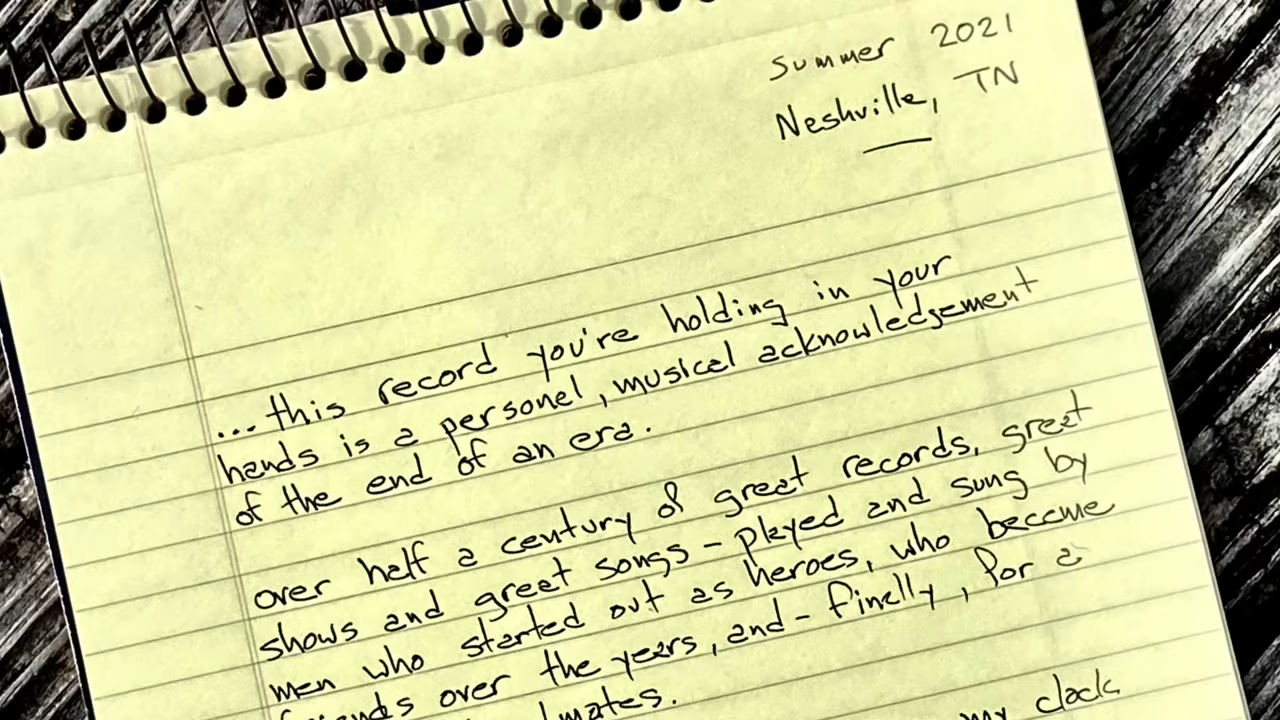 Summer 2021
Nashville, TN
...this record you're holding in your
hands is a personal, musical acknowledgement
of the end of an era.
over half a century of great records, great
shows and great songs - played and sung by
men who started out as heroes, who became
friends over the years, and - finally, for a
mates.
my clock